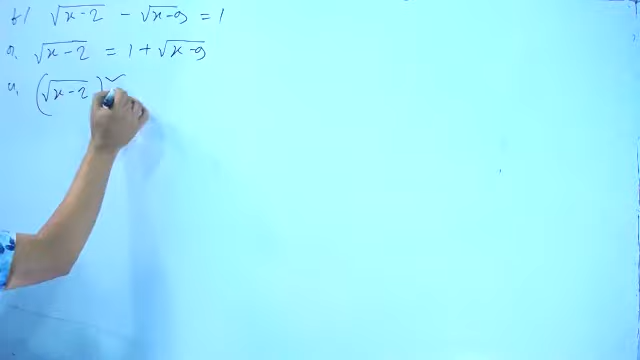 b) √x-2 - √x-9 = 1
a, √x-2 = 1 + √x-9
a, (√x-2)